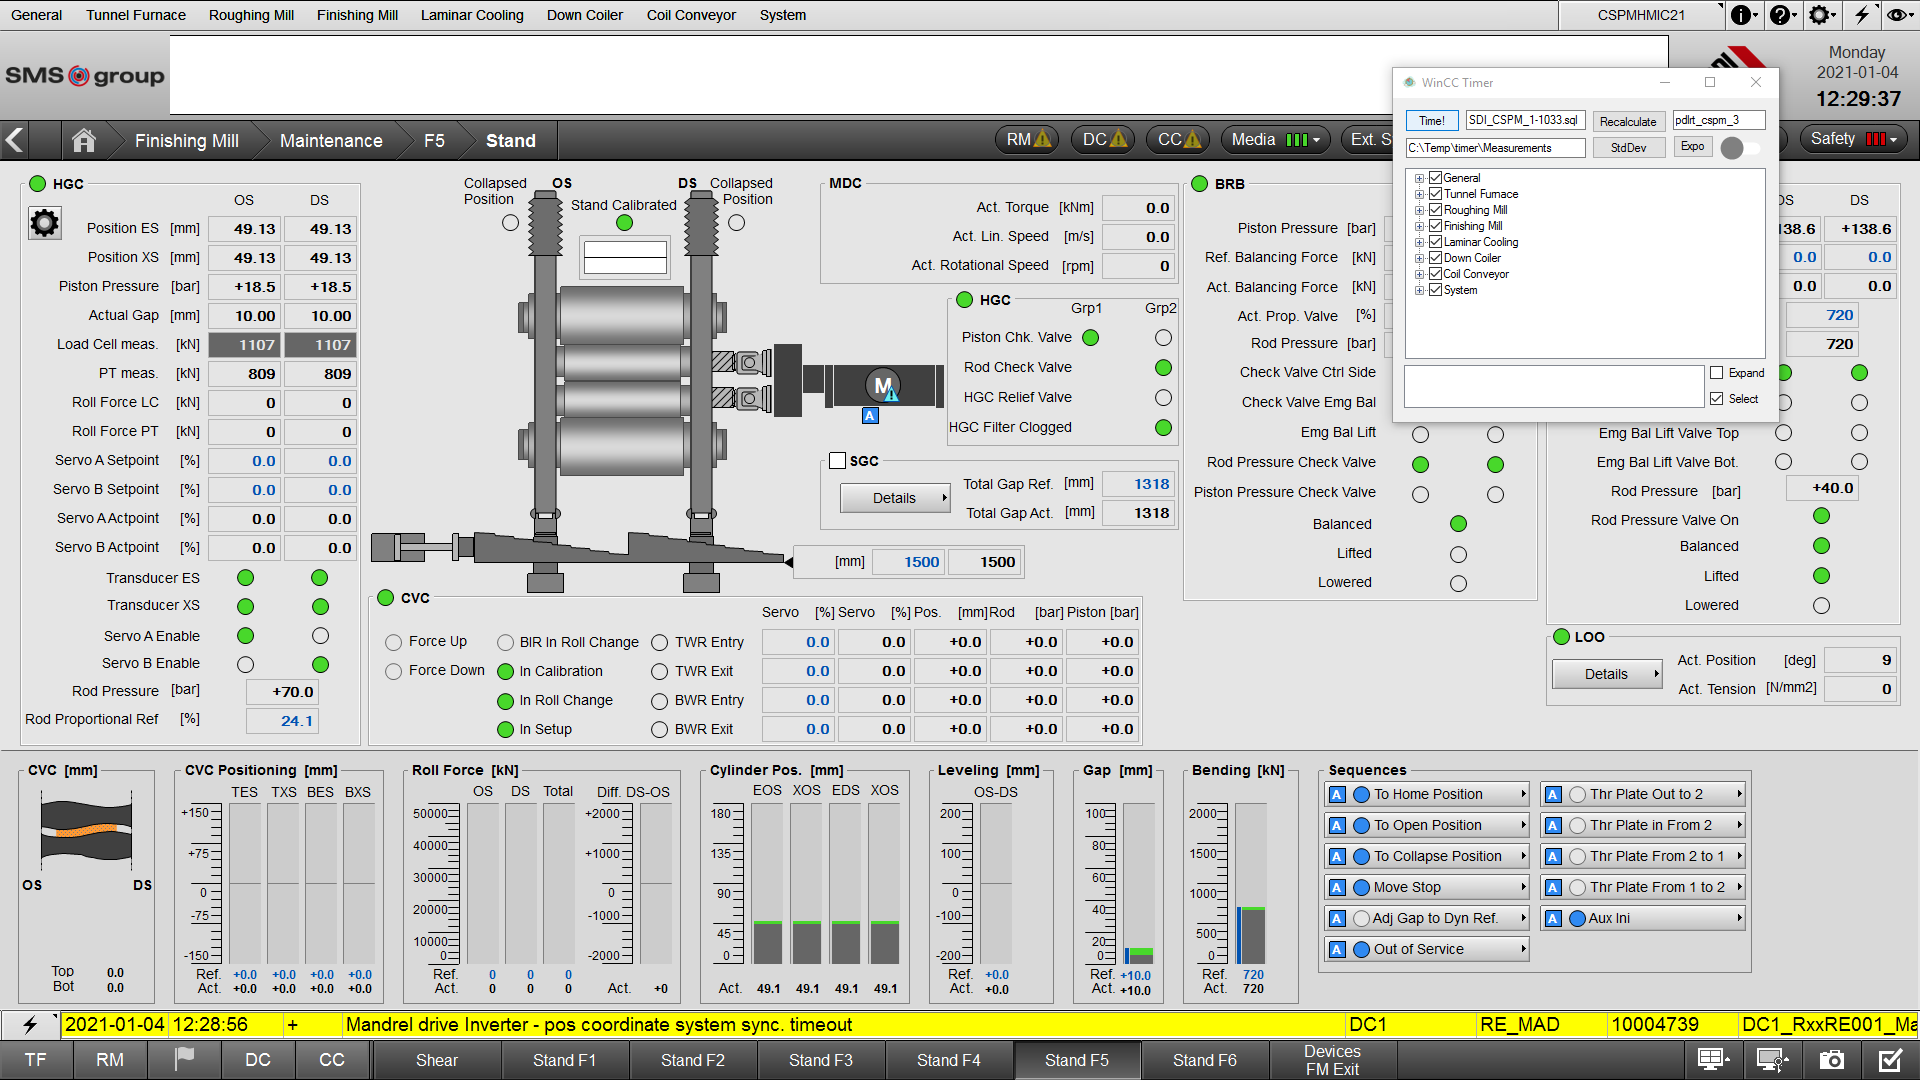 General Tunnel Furnace Roughing Mill Finishing Mill Laminar Cooling Down Coiler Coil Conveyor System CSPMHMIC21
SMS group
Monday
2021-01-04
12:29:37
Finishing Mill Maintenance F5 Stand RM DC CC Media Ext. S Safety
WinCC Timer
Time! SDI_CSPM_1-1033.sql Recalculate pdlrt_cspm_3
C:\Temp\timer\Measurements StdDev Expo
General
Tunnel Furnace
Roughing Mill
Finishing Mill
Laminar Cooling
Down Coiler
Coil Conveyor
System
Expand
Select
HGC
OS DS
Position ES [mm] 49.13 49.13
Position XS [mm] 49.13 49.13
Piston Pressure [bar] +18.5 +18.5
Actual Gap [mm] 10.00 10.00
Load Cell meas. [kN] 1107 1107
PT meas. [kN] 809 809
Roll Force LC [kN] 0 0
Roll Force PT [kN] 0 0
Servo A Setpoint [%] 0.0 0.0
Servo B Setpoint [%] 0.0 0.0
Servo A Actpoint [%] 0.0 0.0
Servo B Actpoint [%] 0.0 0.0
Transducer ES
Transducer XS
Servo A Enable
Servo B Enable
Rod Pressure [bar] +70.0
Rod Proportional Ref [%] 24.1
Collapsed Position OS DS Collapsed Position
Stand Calibrated
M
A
[mm] 1500 1500
MDC
Act. Torque [kNm] 0.0
Act. Lin. Speed [m/s] 0.0
Act. Rotational Speed [rpm] 0
HGC
Grp1 Grp2
Piston Chk. Valve
Rod Check Valve
HGC Relief Valve
HGC Filter Clogged
SGC
Details
Total Gap Ref. [mm] 1318
Total Gap Act. [mm] 1318
BRB
Piston Pressure [bar]
Ref. Balancing Force [kN]
Act. Balancing Force [kN]
Act. Prop. Valve [%]
Rod Pressure [bar]
Check Valve Ctrl Side
Check Valve Emg Bal
Emg Bal Lift
Rod Pressure Check Valve
Piston Pressure Check Valve
Balanced
Lifted
Lowered
OS DS
138.6 +138.6
0.0 0.0
0.0 0.0
720
720
Emg Bal Lift Valve Top
Emg Bal Lift Valve Bot.
Rod Pressure [bar] +40.0
Rod Pressure Valve On
Balanced
Lifted
Lowered
LOO
Details
Act. Position [deg] 9
Act. Tension [N/mm2] 0
CVC
Servo [%] Servo [%] Pos. [mm] Rod [bar] Piston [bar]
Force Up BIR In Roll Change TWR Entry 0.0 0.0 +0.0 +0.0 +0.0
Force Down In Calibration TWR Exit 0.0 0.0 +0.0 +0.0 +0.0
In Roll Change BWR Entry 0.0 0.0 +0.0 +0.0 +0.0
In Setup BWR Exit 0.0 0.0 +0.0 +0.0 +0.0
CVC [mm]
OS DS
Top 0.0
Bot 0.0
CVC Positioning [mm]
TES TXS BES BXS
+150
+75
0
-75
-150
Ref. +0.0 +0.0 +0.0 +0.0
Act. +0.0 +0.0 +0.0 +0.0
Roll Force [kN]
OS DS Total Diff. DS-OS
50000 +2000
40000
30000 +1000
20000 0
10000 -1000
0 -2000
Ref. 0 0 0
Act. 0 0 0 Act. +0
Cylinder Pos. [mm]
EOS XOS EDS XOS
180
135
90
45
0
Act. 49.1 49.1 49.1 49.1
Leveling [mm]
OS-DS
200
100
0
-100
-200
Ref. +0.0
Act. +0.0
Gap [mm]
100
80
60
40
20
0
Ref. +10.0
Act. +10.0
Bending [kN]
2000
1500
1000
500
0
Ref. 720
Act. 720
Sequences
A To Home Position A Thr Plate Out to 2
A To Open Position A Thr Plate in From 2
A To Collapse Position A Thr Plate From 2 to 1
A Move Stop A Thr Plate From 1 to 2
A Adj Gap to Dyn Ref. A Aux Ini
A Out of Service
2021-01-04 12:28:56 + Mandrel drive Inverter - pos coordinate system sync. timeout DC1 RE_MAD 10004739 DC1_RxxRE001_Ma
TF RM DC CC Shear Stand F1 Stand F2 Stand F3 Stand F4 Stand F5 Stand F6 Devices FM Exit